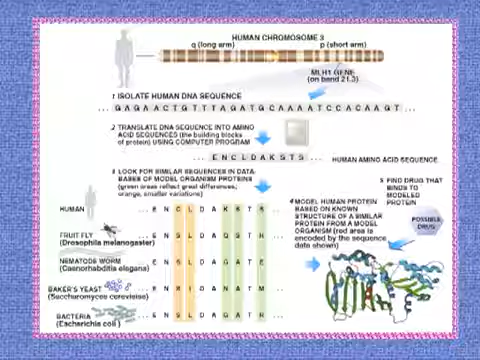 HUMAN CHROMOSOME 3
q (long arm) p (short arm)
MLH1 GENE
(on band 21.3)
1 ISOLATE HUMAN DNA SEQUENCE
... G A G A A C T G T T T A G A T G C A A A A T C C A C A A G T ...
2 TRANSLATE DNA SEQUENCE INTO AMINO
ACID SEQUENCES (the building blocks
of protein) USING COMPUTER PROGRAM
... E N C L D A K S T S ...
HUMAN AMINO ACID SEQUENCE
3 LOOK FOR SIMILAR SEQUENCES IN DATA-
BASES OF MODEL ORGANISM PROTEINS
(green areas reflect great differences;
orange, smaller variations)
HUMAN
... E N C L D A K S T S ...
FRUIT FLY
(Drosophila melanogaster)
... E N S L D A Q S T H ...
NEMATODE WORM
(Caenorhabditis elegana)
... E N S L D A G A T E ...
BAKER'S YEAST
(Saccharomyces cerevisiae)
... E N R I D A N A T M ...
BACTERIA
(Escherichia coli)
... E N S L D A G A T H ...
4 MODEL HUMAN PROTEIN
BASED ON KNOWN
STRUCTURE OF A SIMILAR
PROTEIN FROM A MODEL
ORGANISM (red area is
encoded by the sequence
data shown)
5 FIND DRUG THAT
BINDS TO
MODELED
PROTEIN
POSSIBLE
DRUG